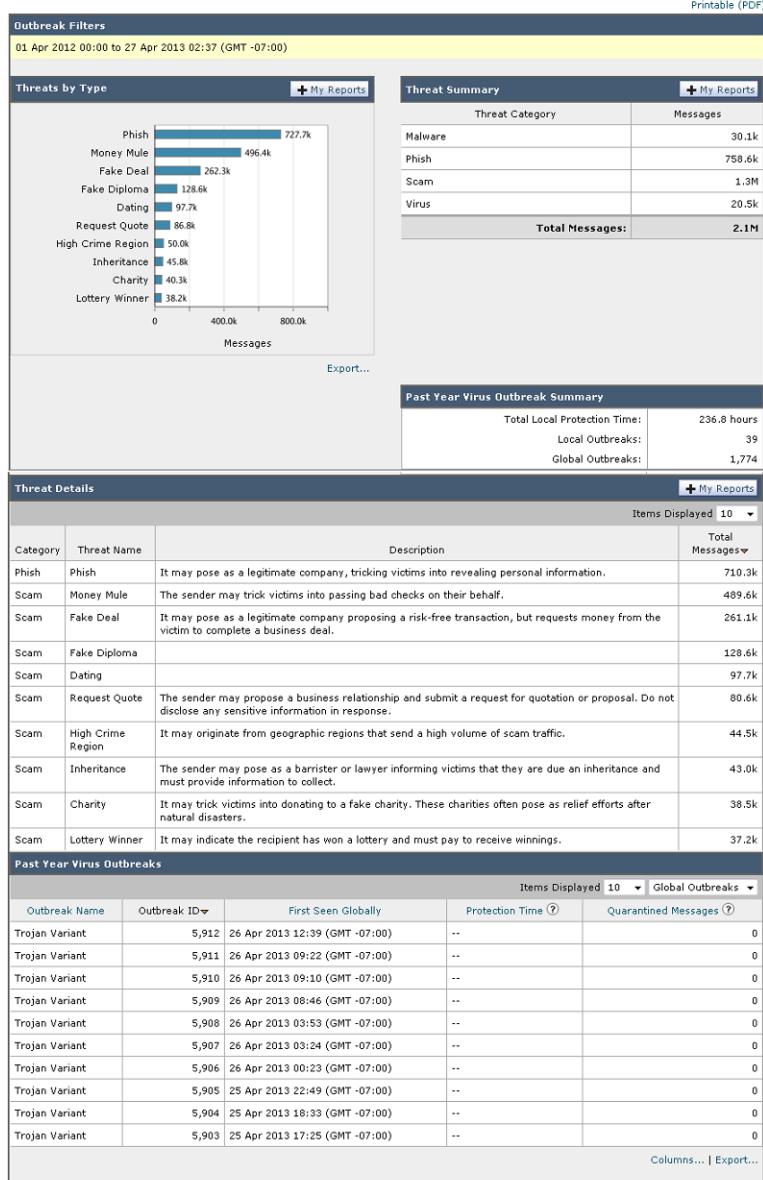 Printable (PDF)
Outbreak Filters
01 Apr 2012 00:00 to 27 Apr 2013 02:37 (GMT -07:00)
Threats by Type
+ My Reports
Phish 727.7k
Money Mule 496.4k
Fake Deal 262.3k
Fake Diploma 128.6k
Dating 97.7k
Request Quote 86.8k
High Crime Region 50.0k
Inheritance 45.8k
Charity 40.3k
Lottery Winner 38.2k
0 400.0k 800.0k
Messages
Export...
Threat Summary
+ My Reports
Threat Category Messages
Malware 30.1k
Phish 758.6k
Scam 1.3M
Virus 20.5k
Total Messages: 2.1M
Past Year Virus Outbreak Summary
Total Local Protection Time: 236.8 hours
Local Outbreaks: 39
Global Outbreaks: 1,774
Threat Details
+ My Reports
Items Displayed 10
Category Threat Name Description Total
Messages
Phish Phish It may pose as a legitimate company, tricking victims into revealing personal information. 710.3k
Scam Money Mule The sender may trick victims into passing bad checks on their behalf. 489.6k
Scam Fake Deal It may pose as a legitimate company proposing a risk-free transaction, but requests money from the 261.1k
victim to complete a business deal.
Scam Fake Diploma 128.6k
Scam Dating 97.7k
Scam Request Quote The sender may propose a business relationship and submit a request for quotation or proposal. Do not 80.6k
disclose any sensitive information in response.
Scam High Crime It may originate from geographic regions that send a high volume of scam traffic. 44.5k
Region
Scam Inheritance The sender may pose as a barrister or lawyer informing victims that they are due an inheritance and 43.0k
must provide information to collect.
Scam Charity It may trick victims into donating to a fake charity. These charities often pose as relief efforts after 38.5k
natural disasters.
Scam Lottery Winner It may indicate the recipient has won a lottery and must pay to receive winnings. 37.2k
Past Year Virus Outbreaks
Items Displayed 10 Global Outbreaks
Outbreak Name Outbreak ID First Seen Globally Protection Time ? Quarantined Messages ?
Trojan Variant 5,912 26 Apr 2013 12:39 (GMT -07:00) -- 0
Trojan Variant 5,911 26 Apr 2013 09:22 (GMT -07:00) -- 0
Trojan Variant 5,910 26 Apr 2013 09:10 (GMT -07:00) -- 0
Trojan Variant 5,909 26 Apr 2013 08:46 (GMT -07:00) -- 0
Trojan Variant 5,908 26 Apr 2013 03:53 (GMT -07:00) -- 0
Trojan Variant 5,907 26 Apr 2013 03:24 (GMT -07:00) -- 0
Trojan Variant 5,906 26 Apr 2013 00:23 (GMT -07:00) -- 0
Trojan Variant 5,905 25 Apr 2013 22:49 (GMT -07:00) -- 0
Trojan Variant 5,904 25 Apr 2013 18:33 (GMT -07:00) -- 0
Trojan Variant 5,903 25 Apr 2013 17:25 (GMT -07:00) -- 0
Columns... | Export...